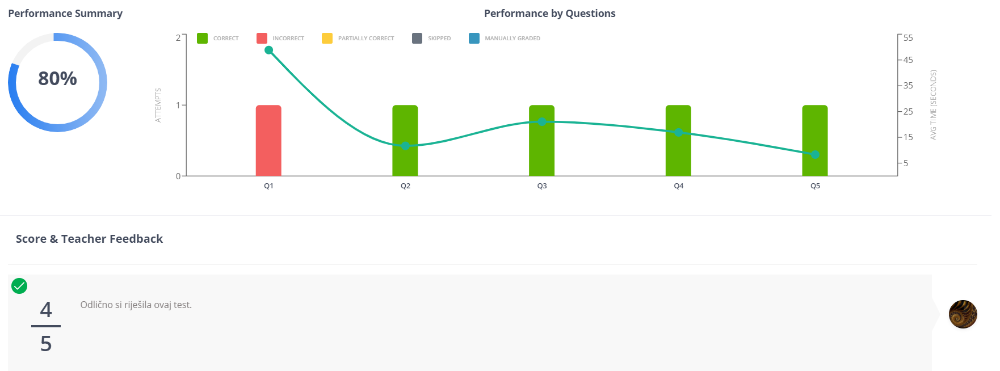 Performance Summary
80%
Performance by Questions
CORRECT
INCORRECT
PARTIALLY CORRECT
SKIPPED
MANUALLY GRADED
ATTEMPTS
2
1
0
55
45
35
25
15
5
AVG TIME (SECONDS)
Q1
Q2
Q3
Q4
Q5
Score & Teacher Feedback
4
5
Odlično si riješila ovaj test.